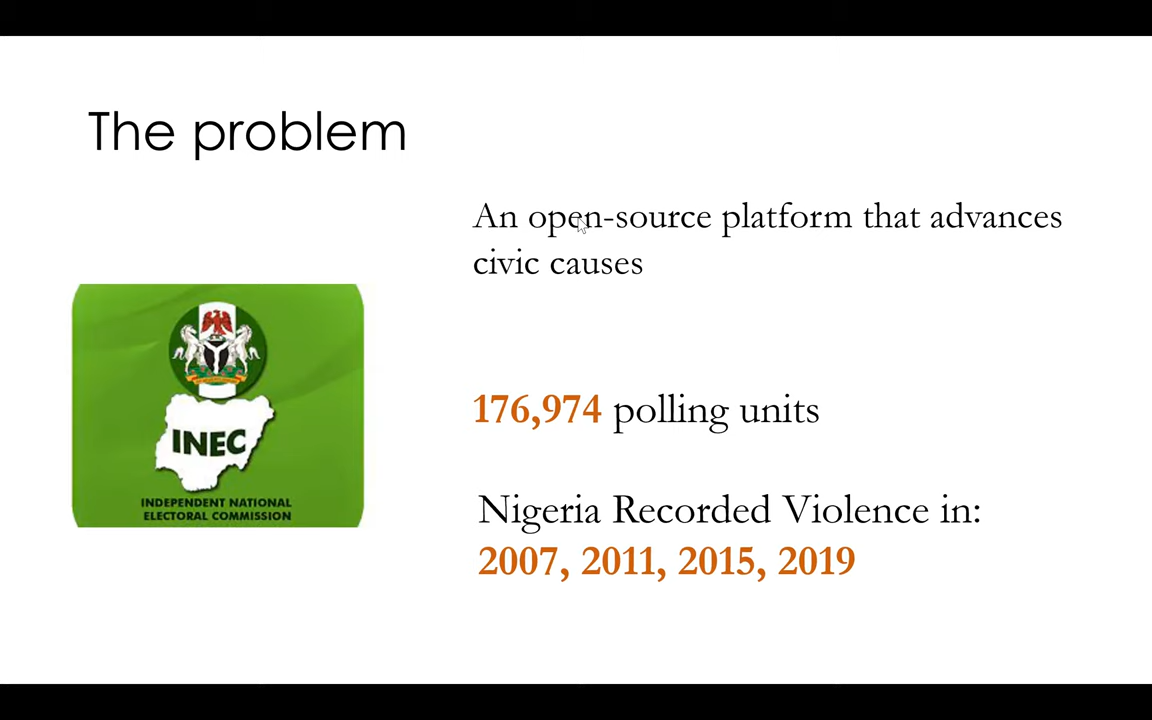 The problem
An open-source platform that advances
civic causes
INEC
INDEPENDENT NATIONAL
ELECTORAL COMMISSION
176,974 polling units
Nigeria Recorded Violence in:
2007, 2011, 2015, 2019